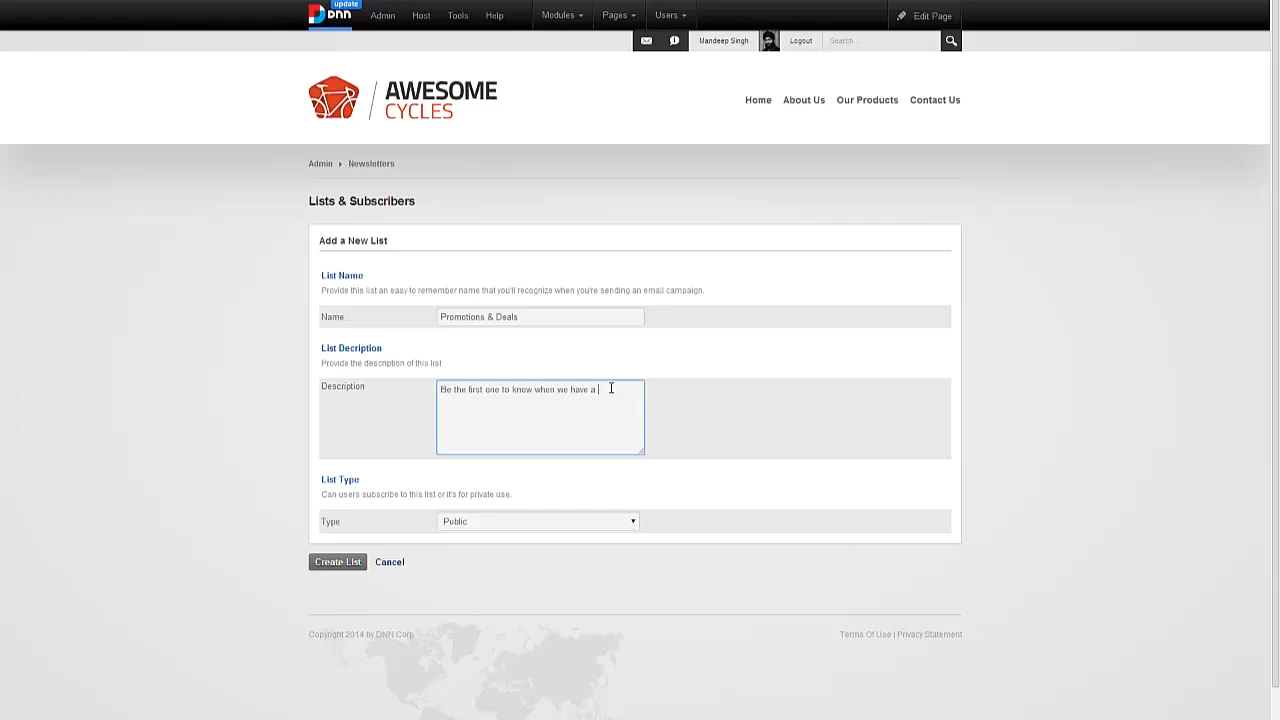 update
DNN Admin Host Tools Help Modules Pages Users Edit Page
Mandeep Singh Logout Search...
AWESOME
CYCLES
Home About Us Our Products Contact Us
Admin Newsletters
Lists & Subscribers
Add a New List
List Name
Provide this list an easy to remember name that you'll recognize when you're sending an email campaign.
Name Promotions & Deals
List Decription
Provide the description of this list
Description Be the first one to know when we have a
List Type
Can users subscribe to this list or it's for private use.
Type Public
Create List Cancel
Copyright 2014 by DNN Corp Terms Of Use | Privacy Statement